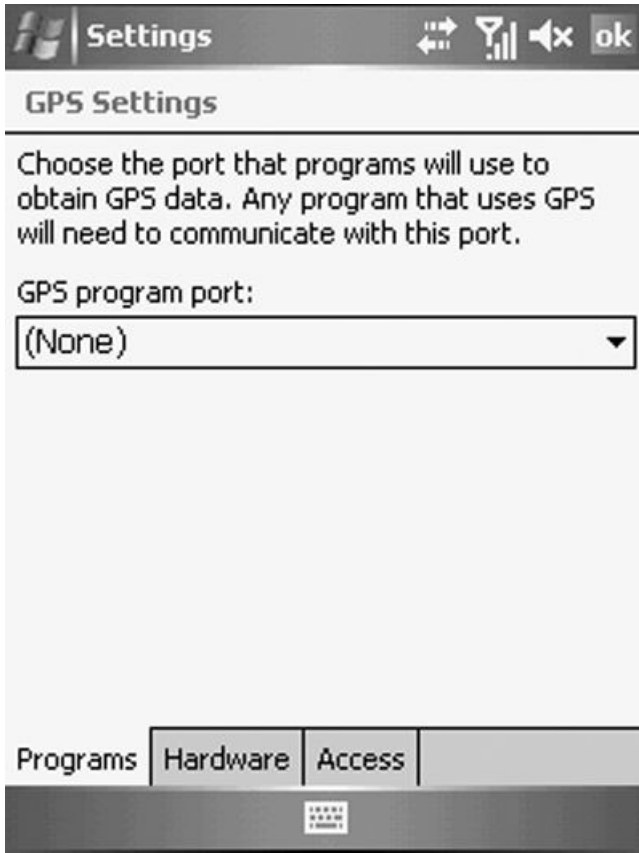 Settings
ok
GPS Settings
Choose the port that programs will use to
obtain GPS data. Any program that uses GPS
will need to communicate with this port.
GPS program port:
(None)
Programs Hardware Access